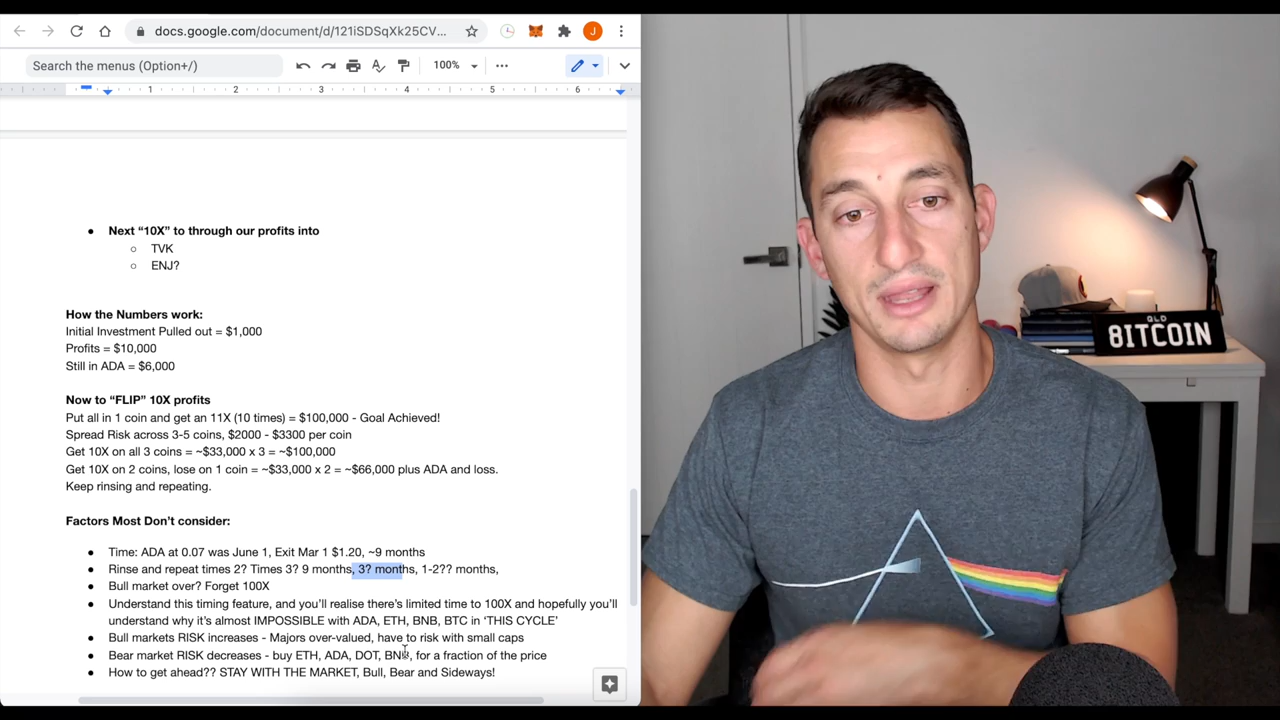 docs.google.com/document/d/121iSDSqXk25CV...
J
Search the menus (Option+/)
100%
1 2 3 4 5 6
● Next “10X” to through our profits into
○ TVK
○ ENJ?
How the Numbers work:
Initial Investment Pulled out = $1,000
Profits = $10,000
Still in ADA = $6,000
Now to “FLIP” 10X profits
Put all in 1 coin and get an 11X (10 times) = $100,000 - Goal Achieved!
Spread Risk across 3-5 coins, $2000 - $3300 per coin
Get 10X on all 3 coins = ~$33,000 x 3 = ~$100,000
Get 10X on 2 coins, lose on 1 coin = ~$33,000 x 2 = ~$66,000 plus ADA and loss.
Keep rinsing and repeating.
Factors Most Don’t consider:
● Time: ADA at 0.07 was June 1, Exit Mar 1 $1.20, ~9 months
● Rinse and repeat times 2? Times 3? 9 months, 3? months, 1-2?? months,
● Bull market over? Forget 100X
● Understand this timing feature, and you’ll realise there’s limited time to 100X and hopefully you’ll
understand why it’s almost IMPOSSIBLE with ADA, ETH, BNB, BTC in ‘THIS CYCLE’
● Bull markets RISK increases - Majors over-valued, have to risk with small caps
● Bear market RISK decreases - buy ETH, ADA, DOT, BNB, for a fraction of the price
● How to get ahead?? STAY WITH THE MARKET, Bull, Bear and Sideways!
QLD
8ITCOIN